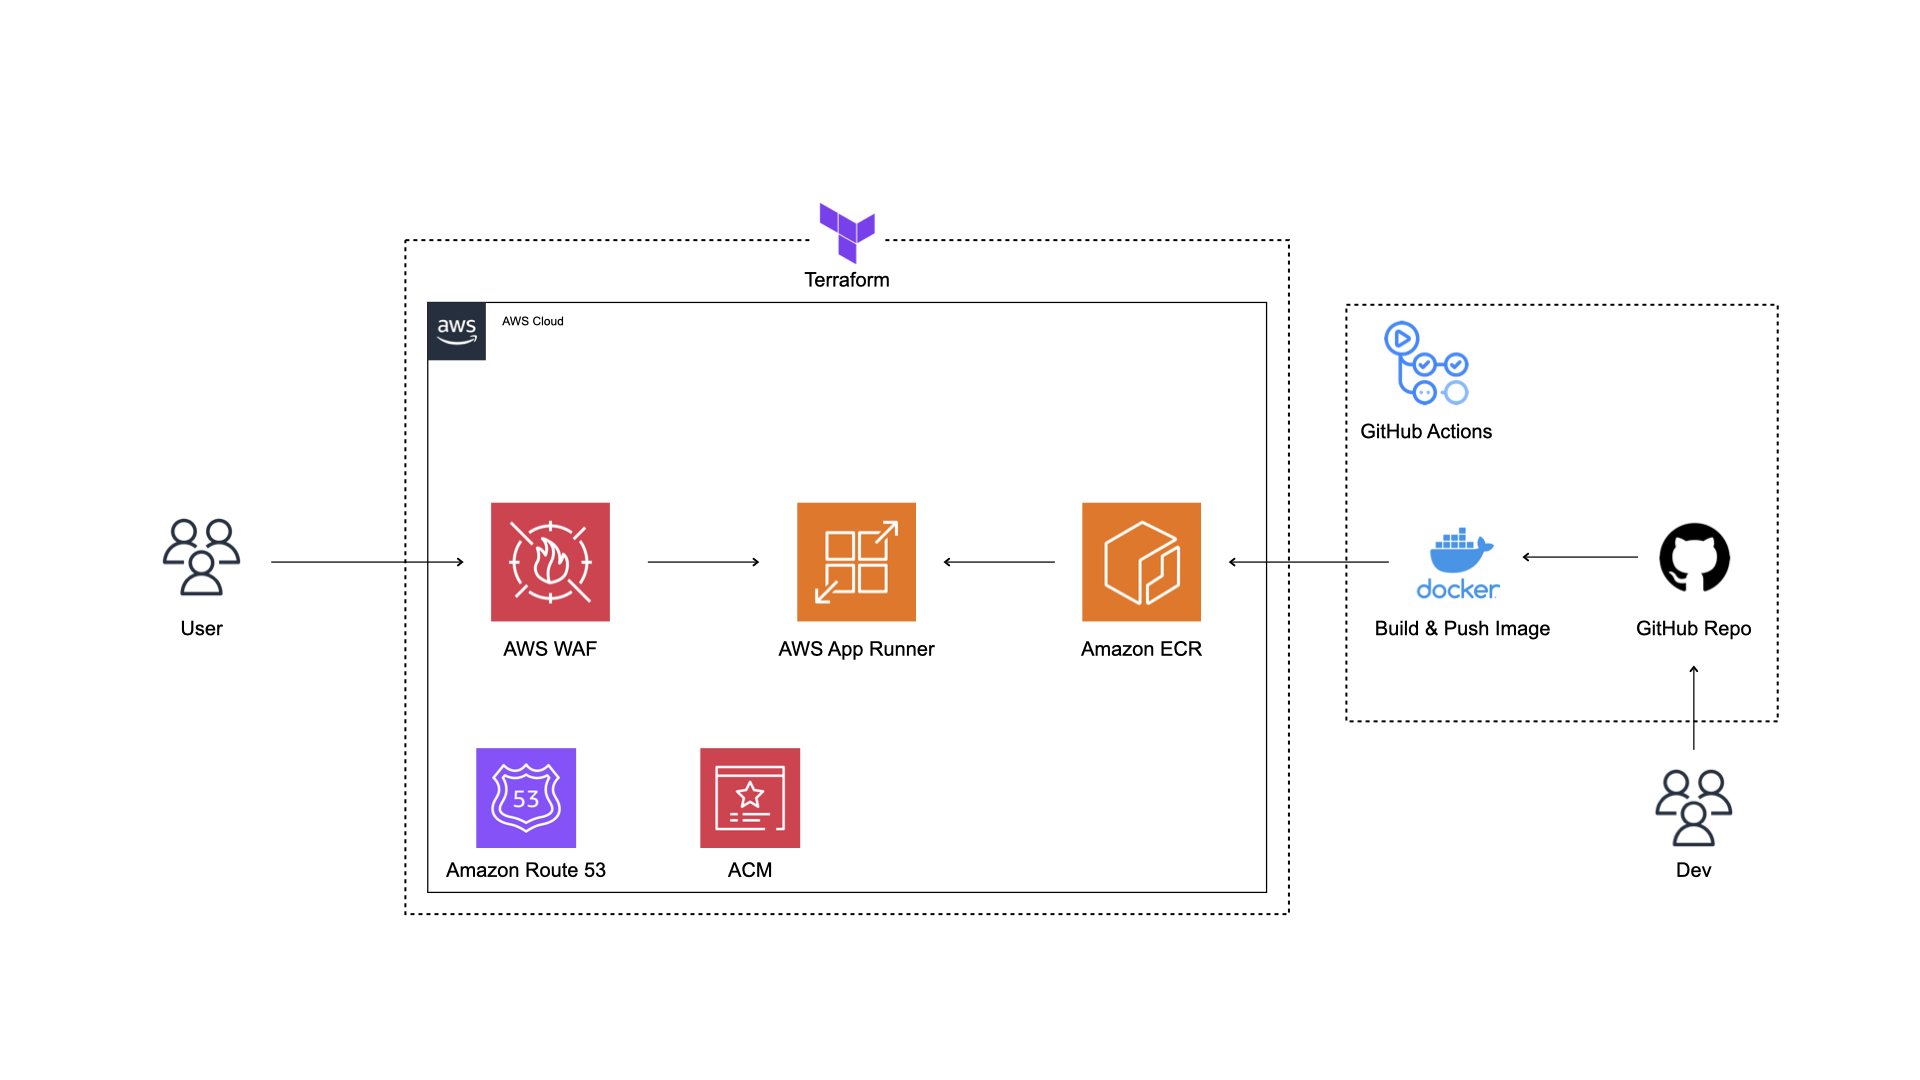 Terraform
aws
AWS Cloud
GitHub Actions
docker
User
AWS WAF
AWS App Runner
Amazon ECR
Build & Push Image
GitHub Repo
53
Amazon Route 53
ACM
Dev